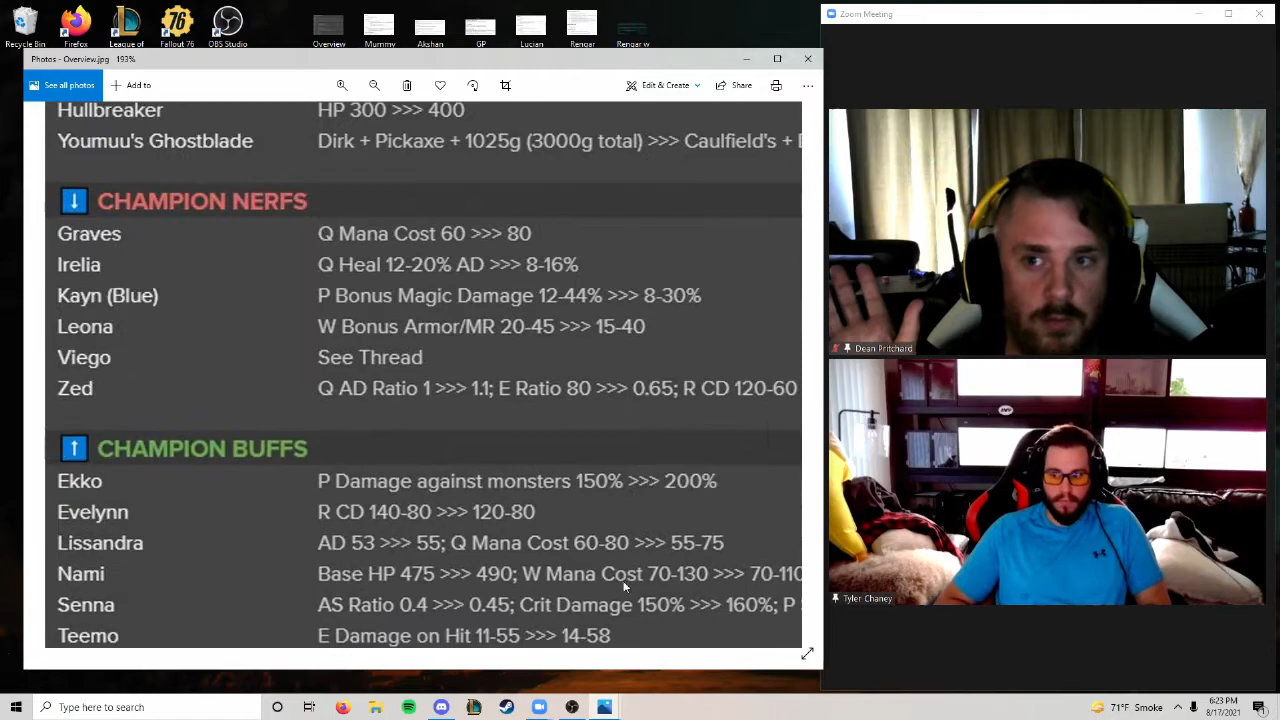 Recycle Bin
Firefox
League of
Fallout 76
OBS Studio
Overview
Mummy
Akshan
GP
Lucian
Rengar
Rengar w
Zoom Meeting
Photos - Overview.jpg 193%
See all photos
Add to
Edit & Create
Share
Hullbreaker HP 300 >>> 400
Youmuu's Ghostblade Dirk + Pickaxe + 1025g (3000g total) >>> Caulfield's +
CHAMPION NERFS
Graves Q Mana Cost 60 >>> 80
Irelia Q Heal 12-20% AD >>> 8-16%
Kayn (Blue) P Bonus Magic Damage 12-44% >>> 8-30%
Leona W Bonus Armor/MR 20-45 >>> 15-40
Viego See Thread
Zed Q AD Ratio 1 >>> 1.1; E Ratio 80 >>> 0.65; R CD 120-60
CHAMPION BUFFS
Ekko P Damage against monsters 150% >>> 200%
Evelynn R CD 140-80 >>> 120-80
Lissandra AD 53 >>> 55; Q Mana Cost 60-80 >>> 55-75
Nami Base HP 475 >>> 490; W Mana Cost 70-130 >>> 70-110
Senna AS Ratio 0.4 >>> 0.45; Crit Damage 150% >>> 160%; P
Teemo E Damage on Hit 11-55 >>> 14-58
Dean Pritchard
Tyler Chaney
Type here to search
71°F Smoke
6:23 PM
8/17/2021